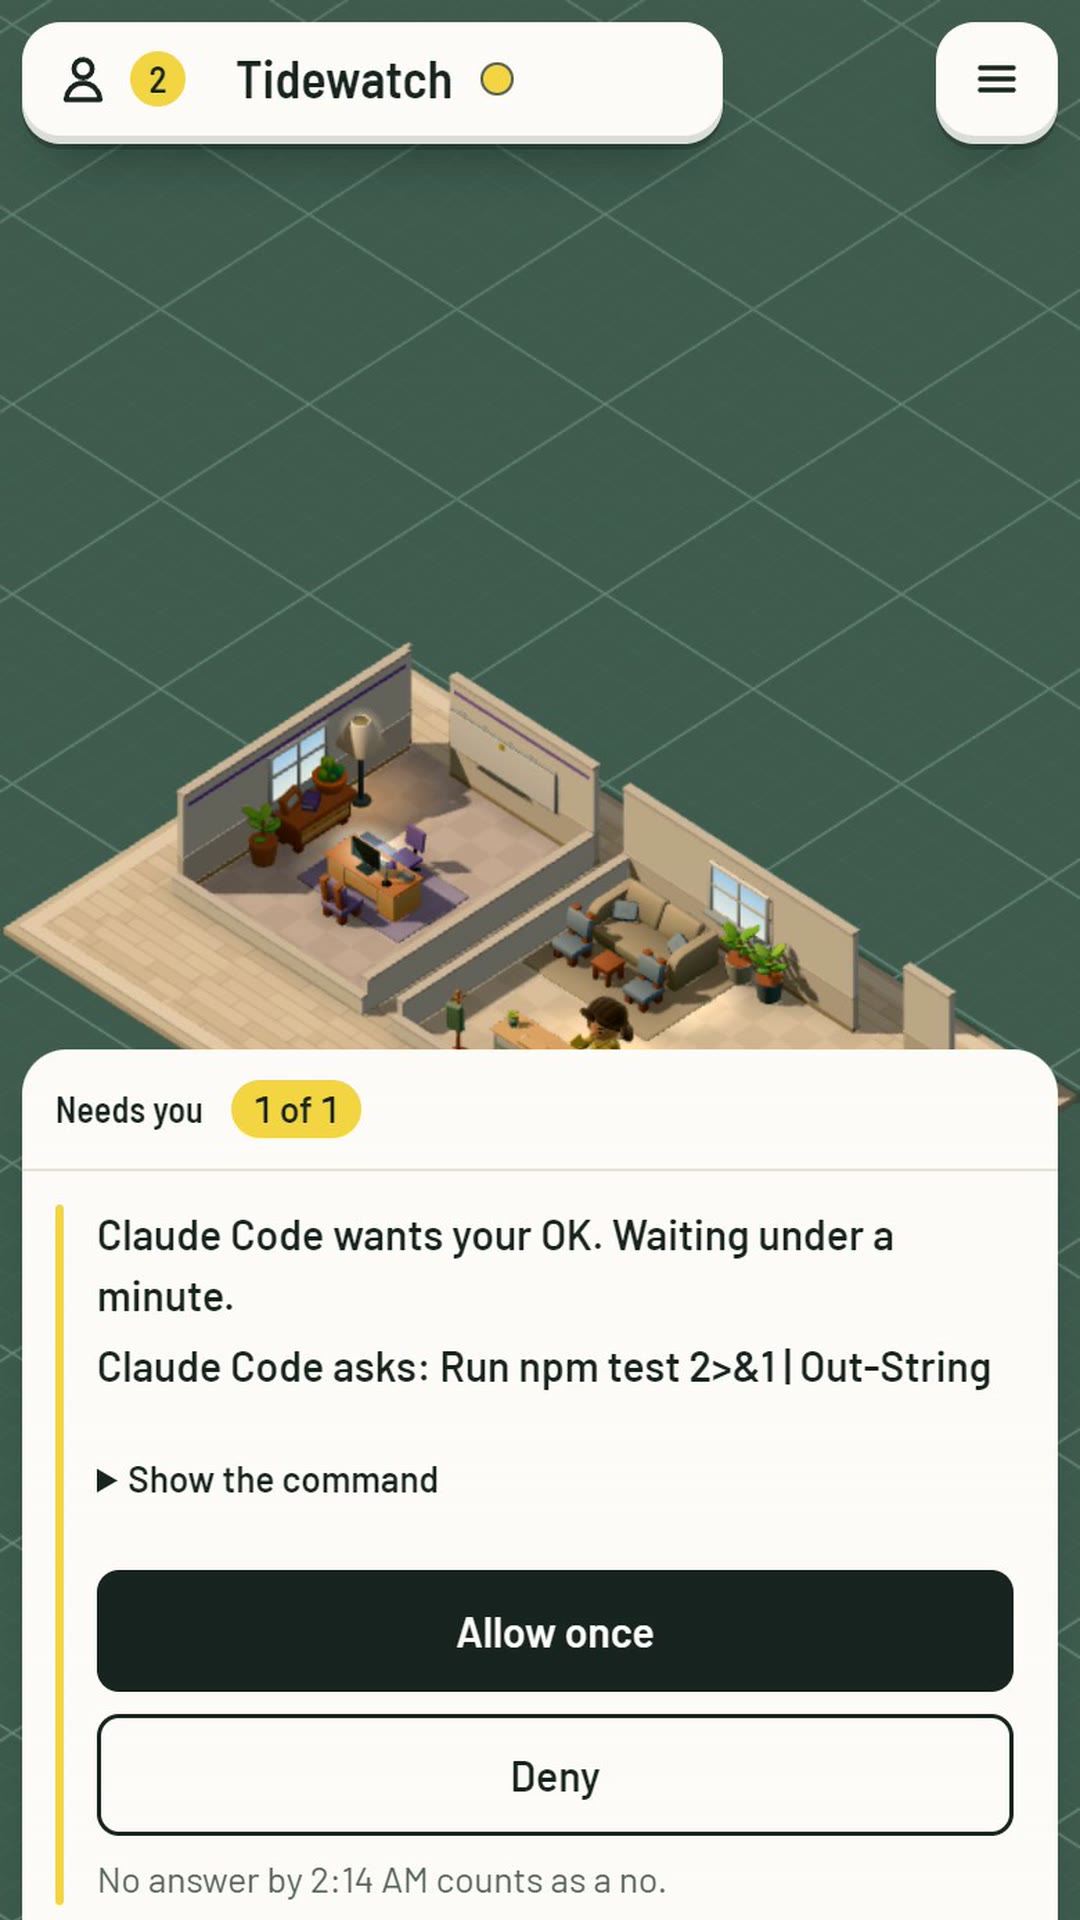 2 Tidewatch
Needs you 1 of 1
Claude Code wants your OK. Waiting under a
minute.
Claude Code asks: Run npm test 2>&1 | Out-String
Show the command
Allow once
Deny
No answer by 2:14 AM counts as a no.